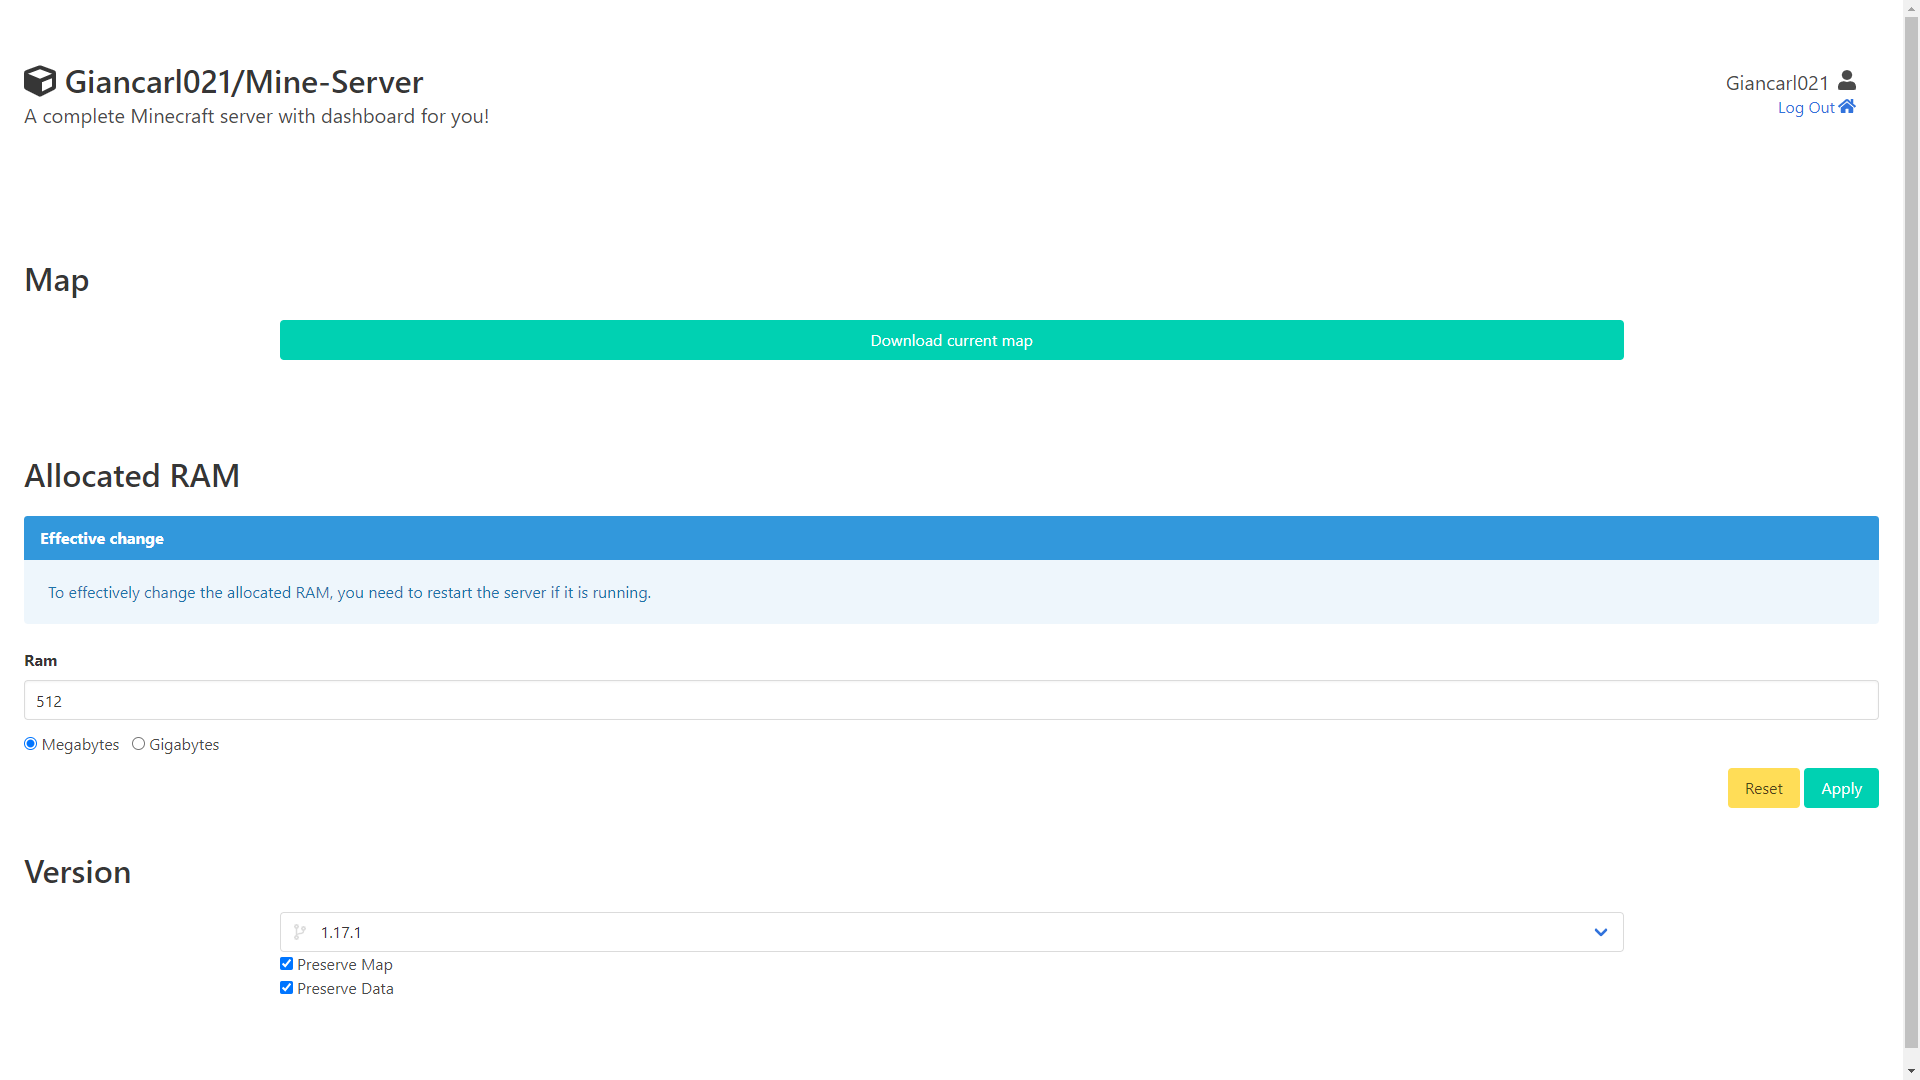 Giancarl021/Mine-Server
A complete Minecraft server with dashboard for you!
Giancarl021
Log Out
Map
Download current map
Allocated RAM
Effective change
To effectively change the allocated RAM, you need to restart the server if it is running.
Ram
512
Megabytes Gigabytes
Reset Apply
Version
1.17.1
Preserve Map
Preserve Data